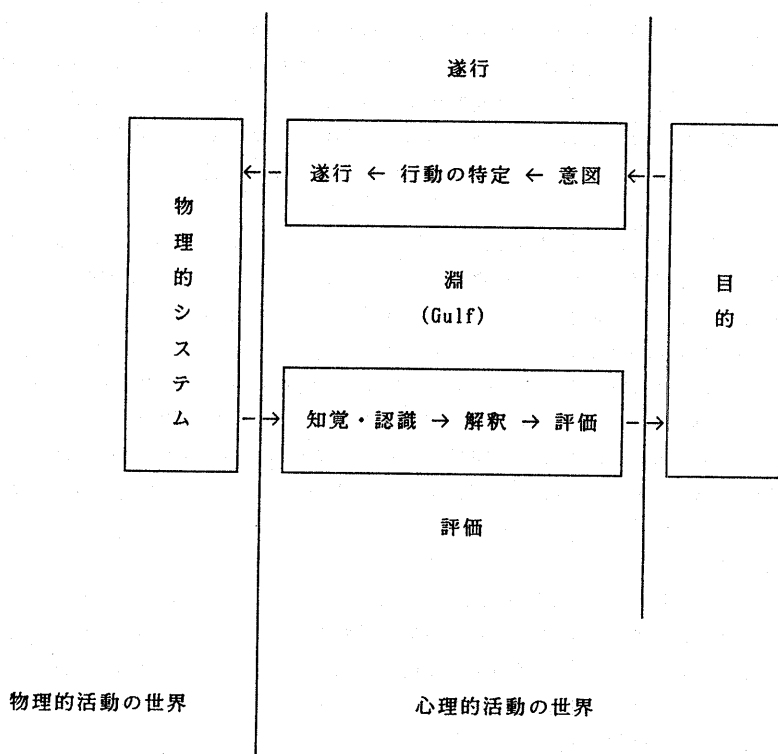 遂行
遂行 ← 行動の特定 ← 意図
物理的システム
淵
(Gulf)
目的
知覚・認識 → 解釈 → 評価
評価
物理的活動の世界
心理的活動の世界